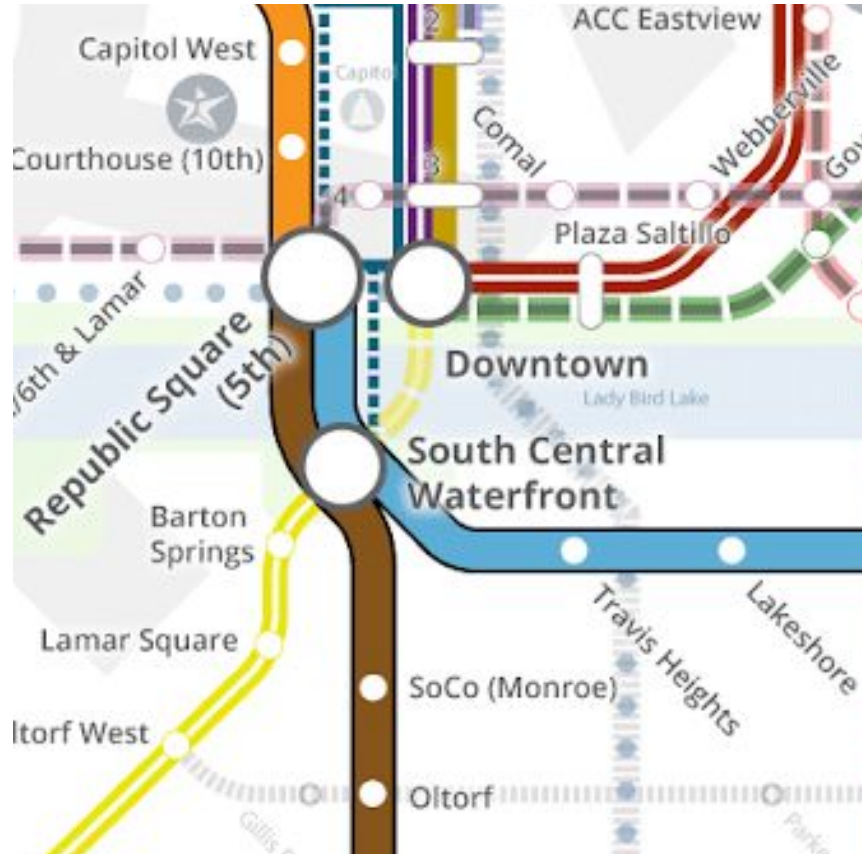 2
ACC Eastview
Capitol West
Capitol
Webberville
Comal
Courthouse (10th)
3
4
Plaza Saltillo
/6th & Lamar
Republic Square
(5th)
Downtown
Lady Bird Lake
South Central
Waterfront
Barton
Springs
Travis Heights
Lakeshore
Lamar Square
SoCo (Monroe)
ltorf West
Oltorf
Gillis
Parke